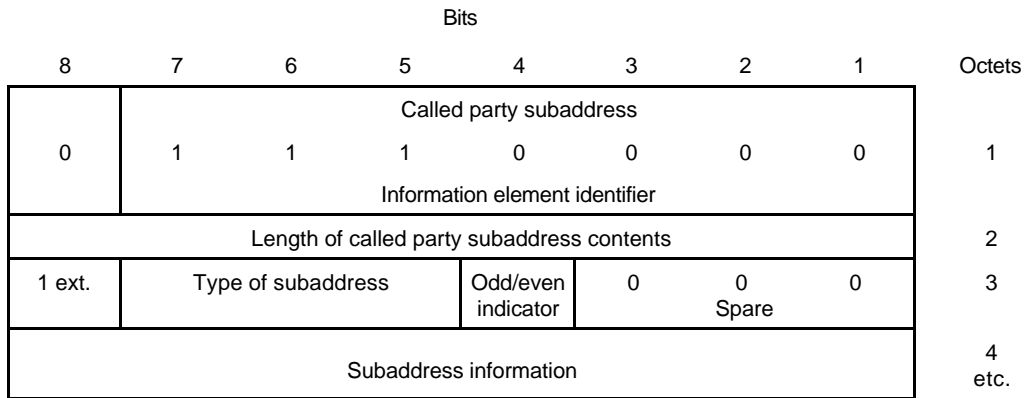 Bits
8 7 6 5 4 3 2 1 Octets
Called party subaddress
0 1 1 1 0 0 0 0 1
Information element identifier
Length of called party subaddress contents 2
1 ext. Type of subaddress Odd/even 0 0 0 3
indicator Spare
4
Subaddress information
etc.